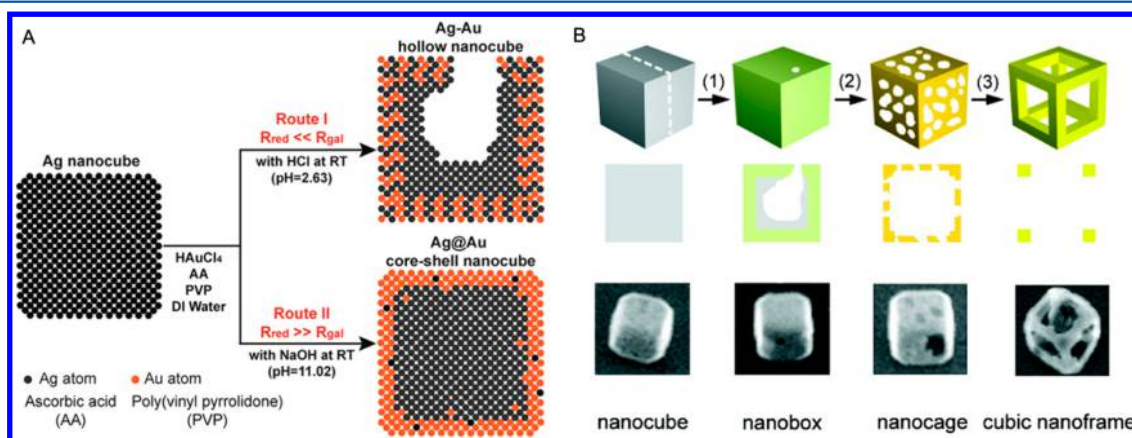 A
Ag nanocube
HAuCl₄
AA
PVP
DI Water
Route I
Rred << Rgal
with HCl at RT
(pH=2.63)
Route II
Rred >> Rgal
with NaOH at RT
(pH=11.02)
Ag-Au
hollow nanocube
Ag@Au
core-shell nanocube
Ag atom
Au atom
Ascorbic acid
(AA)
Poly(vinyl pyrrolidone)
(PVP)
B
(1)
(2)
(3)
nanocube
nanobox
nanocage
cubic nanoframe